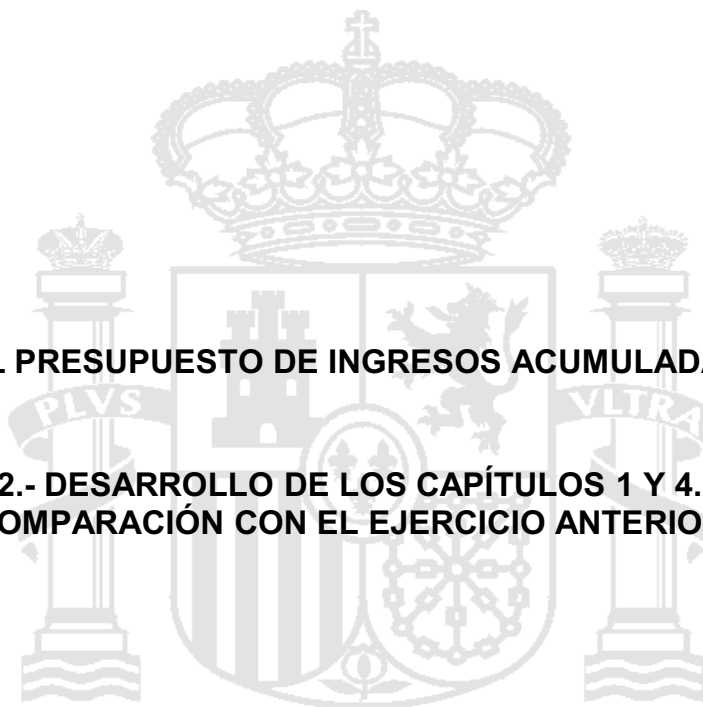 L PRESUPUESTO DE INGRESOS ACUMULADA
PLVS VLTRA
2.- DESARROLLO DE LOS CAPÍTULOS 1 Y 4.
OMPARACIÓN CON EL EJERCICIO ANTERIO